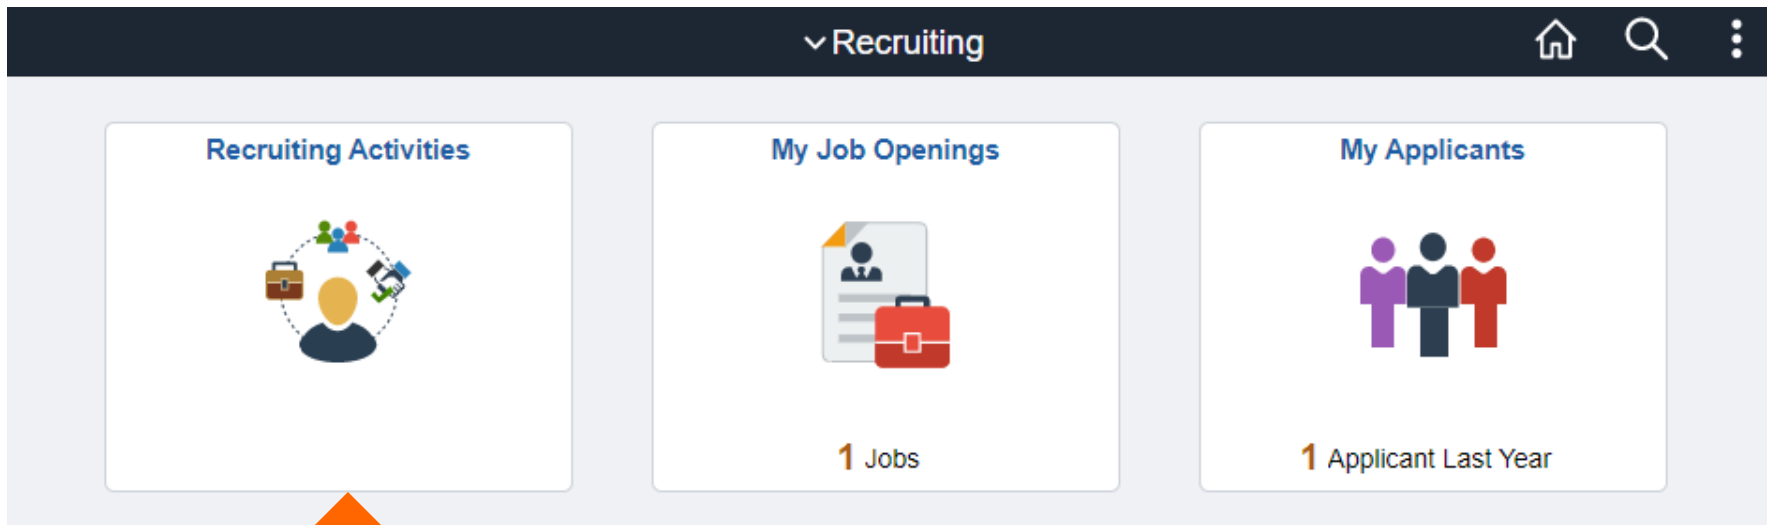 Recruiting
Recruiting Activities
My Job Openings
1 Jobs
My Applicants
1 Applicant Last Year